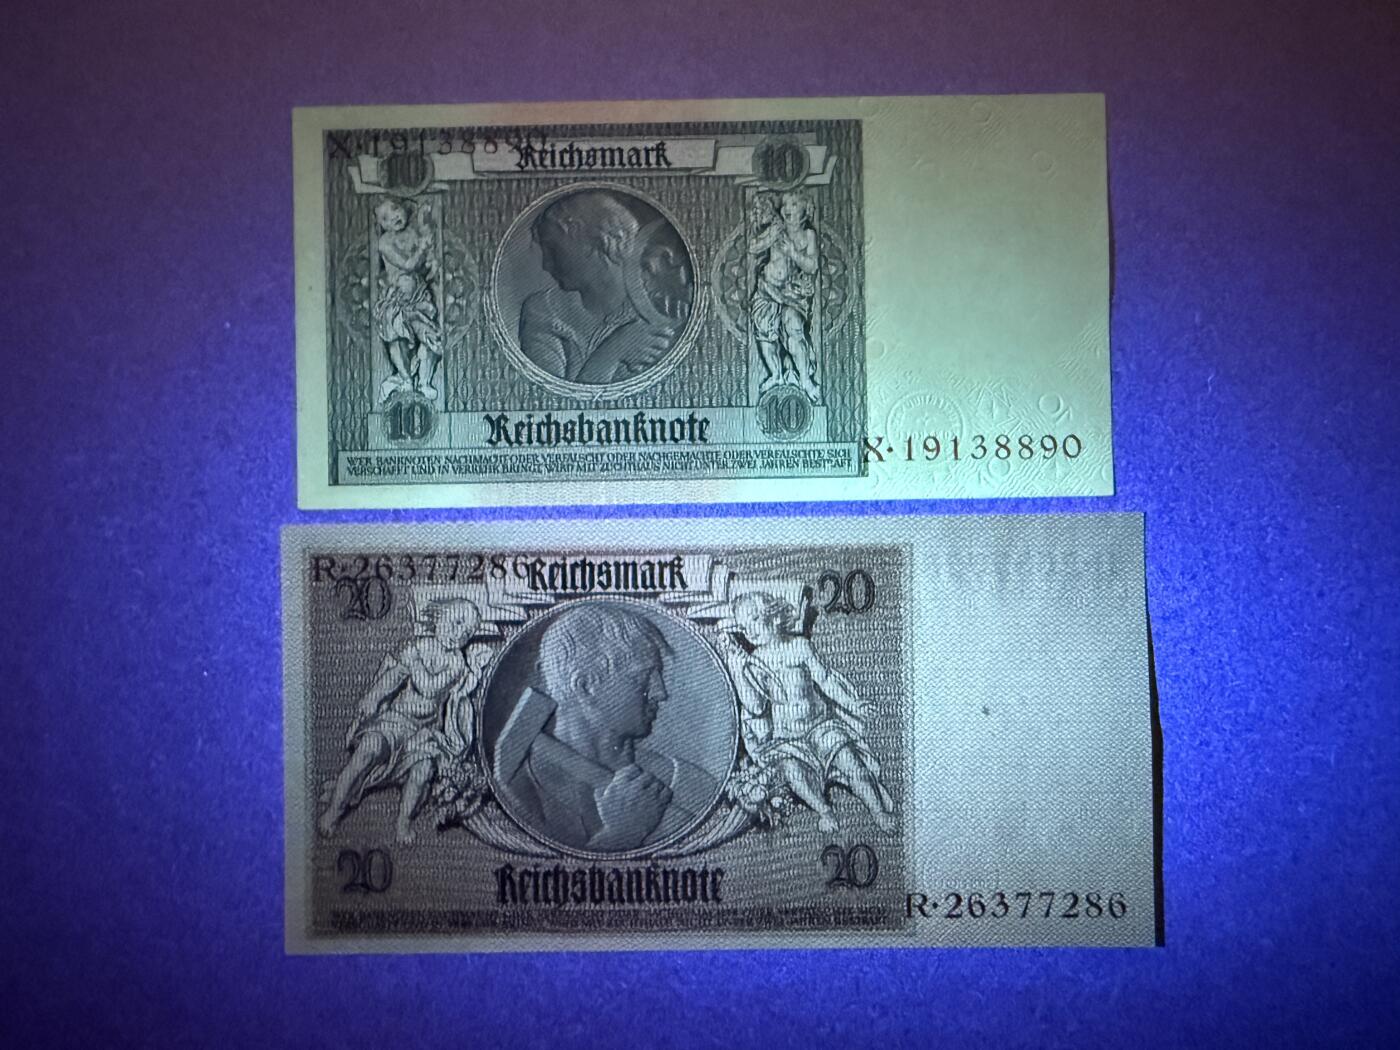 X·19138890
Reichsmark
10 10
10 10
Reichsbanknote
WER BANKNOTEN NACHMACHT ODER VERFÄLSCHT ODER NACHGEMACHTE ODER VERFÄLSCHTE SICH
VERSCHAFFT UND IN VERKEHR BRINGT, WIRD MIT ZUCHTHAUS NICHT UNTER ZWEI JAHREN BESTRAFT
X·19138890
R·26377286
Reichsmark
20 20
20 20
Reichsbanknote
R·26377286